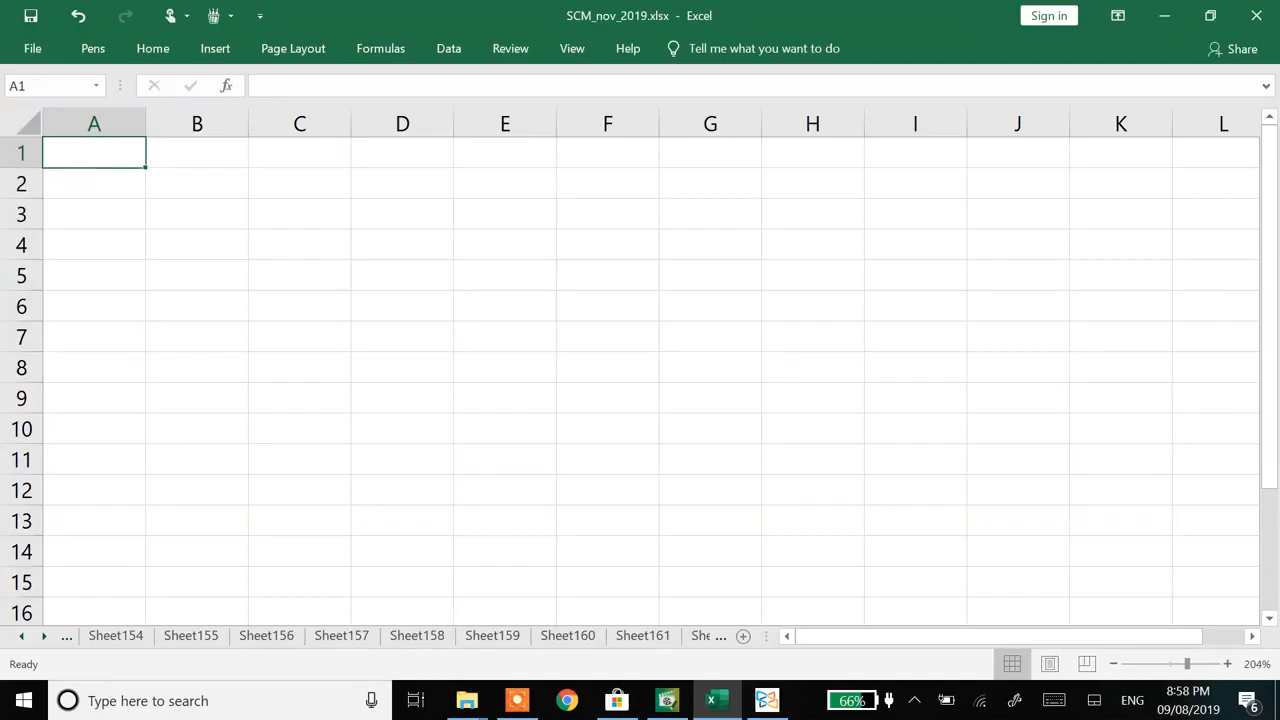 SCM_nov_2019.xlsx - Excel
Sign in
File Pens Home Insert Page Layout Formulas Data Review View Help Tell me what you want to do Share
A1 fx
A B C D E F G H I J K L
1
2
3
4
5
6
7
8
9
10
11
12
13
14
15
16
... Sheet154 Sheet155 Sheet156 Sheet157 Sheet158 Sheet159 Sheet160 Sheet161 She ...
Ready 204%
Type here to search 66% ENG 8:58 PM 6
09/08/2019